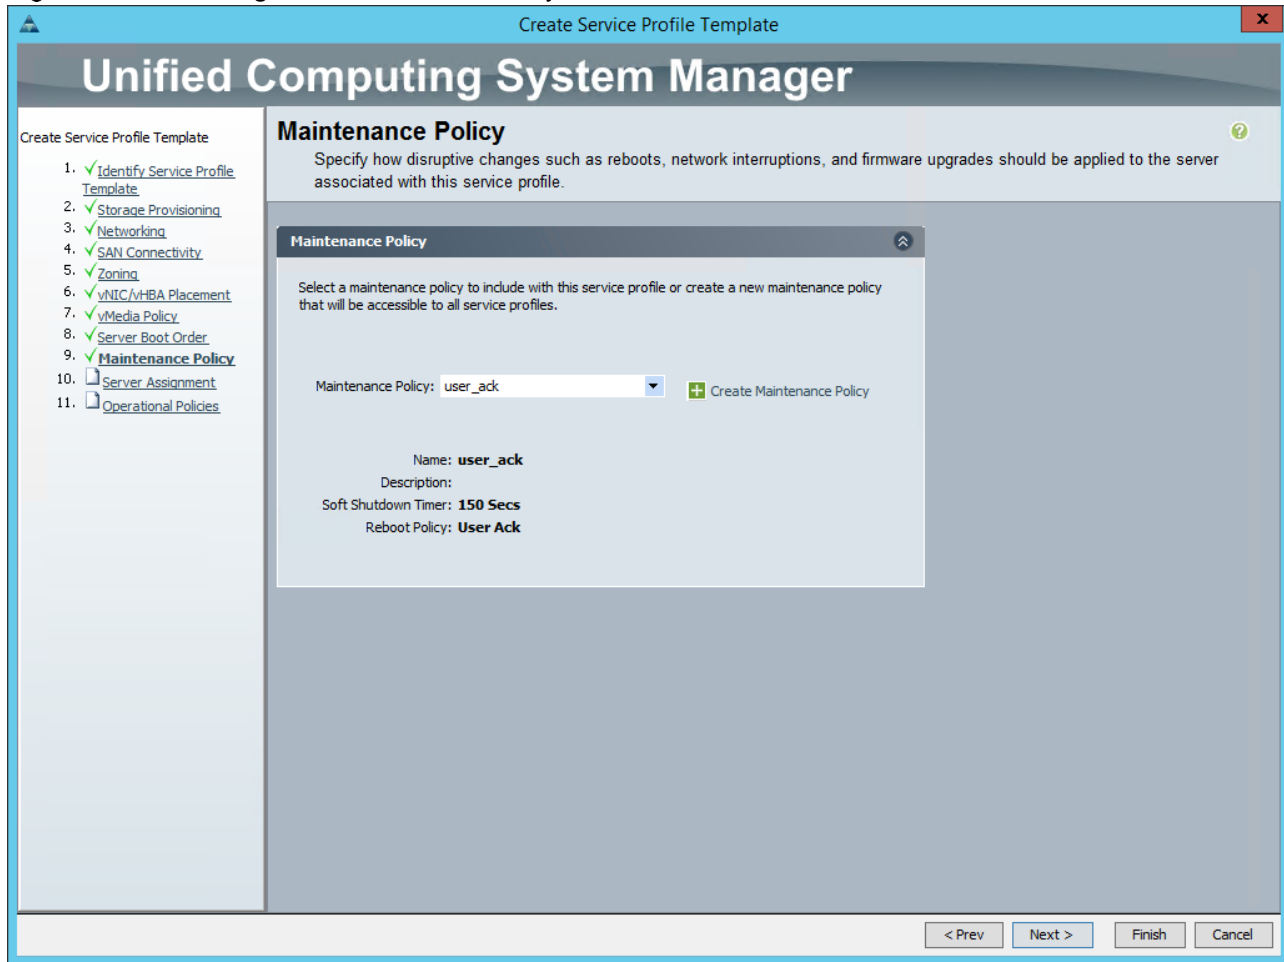 Create Service Profile Template
x
Unified Computing System Manager
Create Service Profile Template
1. Identify Service Profile
Template
2. Storage Provisioning
3. Networking
4. SAN Connectivity
5. Zoning
6. vNIC/vHBA Placement
7. vMedia Policy
8. Server Boot Order
9. Maintenance Policy
10. Server Assignment
11. Operational Policies
Maintenance Policy
?
Specify how disruptive changes such as reboots, network interruptions, and firmware upgrades should be applied to the server
associated with this service profile.
Maintenance Policy
Select a maintenance policy to include with this service profile or create a new maintenance policy
that will be accessible to all service profiles.
Maintenance Policy: user_ack
Create Maintenance Policy
Name: user_ack
Description:
Soft Shutdown Timer: 150 Secs
Reboot Policy: User Ack
< Prev Next > Finish Cancel